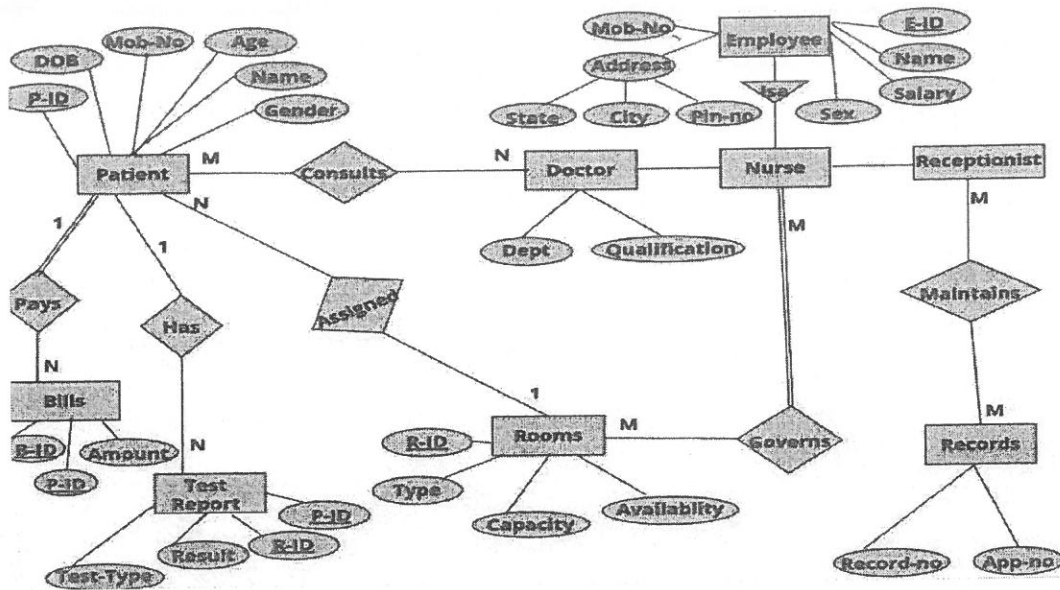 Mob-No
Age
DOB
Name
P-ID
Gender
Patient
M
Consults
N
Doctor
Dept
Qualification
Mob-No
Employee
E-ID
Name
Salary
Sex
Address
State
City
Pin-no
Isa
Nurse
Receptionist
1
1
N
M
M
Pays
Has
Assigned
Maintains
N
N
1
M
M
Bills
R-ID
P-ID
Amount
Test
Report
P-ID
R-ID
Result
Test-Type
R-ID
Rooms
Type
Capacity
Availablity
Governs
Records
Record-no
App-no